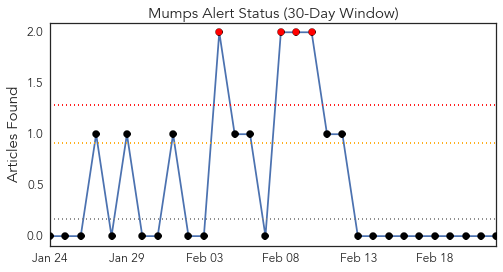 Mumps Alert Status (30-Day Window)
Articles Found
2.0
1.5
1.0
0.5
0.0
Jan 24 Jan 29 Feb 03 Feb 08 Feb 13 Feb 18